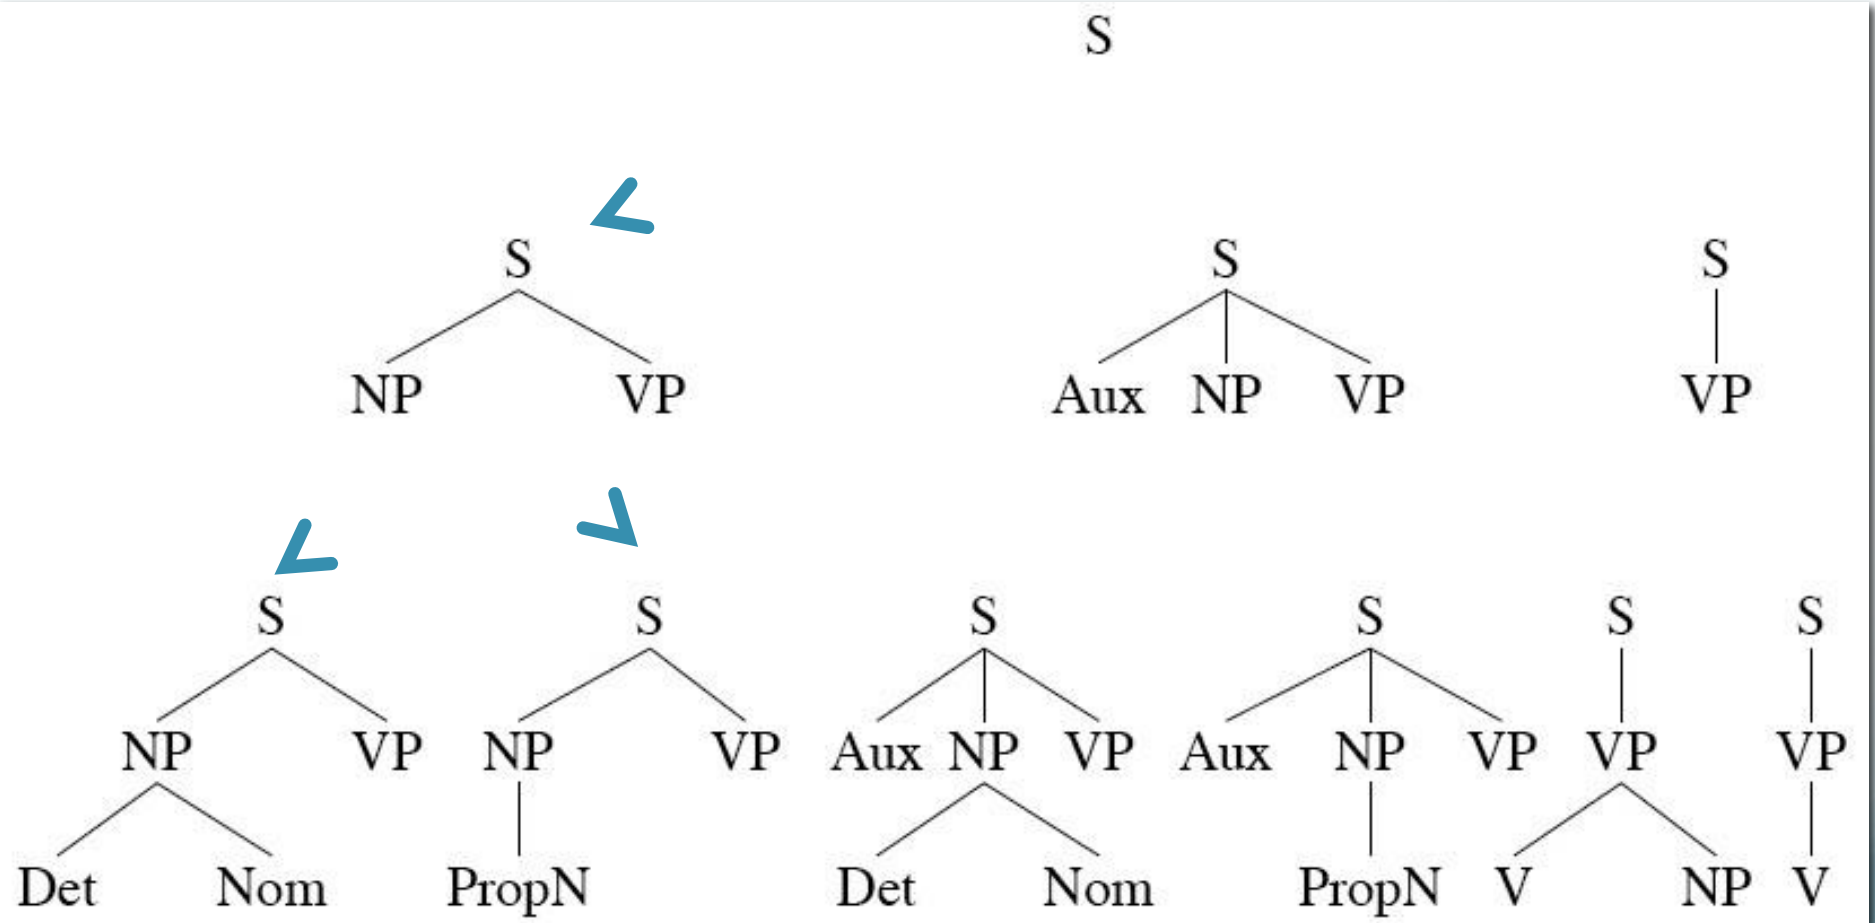 S
S S S
NP VP Aux NP VP VP
S S S S S S
NP VP NP VP Aux NP VP Aux NP VP VP VP
Det Nom PropN Det Nom PropN V NP V